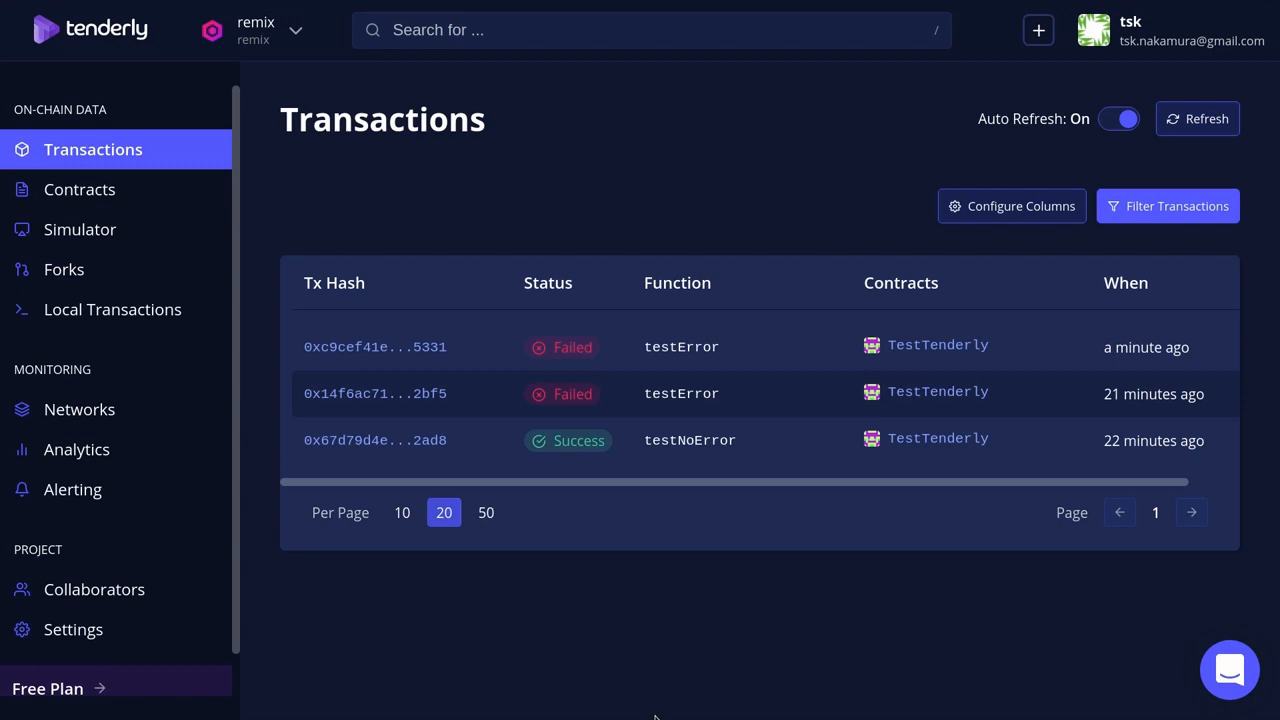 tenderly
remix
remix
Search for ...
/
tsk
tsk.nakamura@gmail.com
ON-CHAIN DATA
Transactions
Contracts
Simulator
Forks
Local Transactions
MONITORING
Networks
Analytics
Alerting
PROJECT
Collaborators
Settings
Free Plan
Transactions
Auto Refresh: On
Refresh
Configure Columns
Filter Transactions
Tx Hash Status Function Contracts When
0xc9cef41e...5331 Failed testError TestTenderly a minute ago
0x14f6ac71...2bf5 Failed testError TestTenderly 21 minutes ago
0x67d79d4e...2ad8 Success testNoError TestTenderly 22 minutes ago
Per Page 10 20 50 Page 1